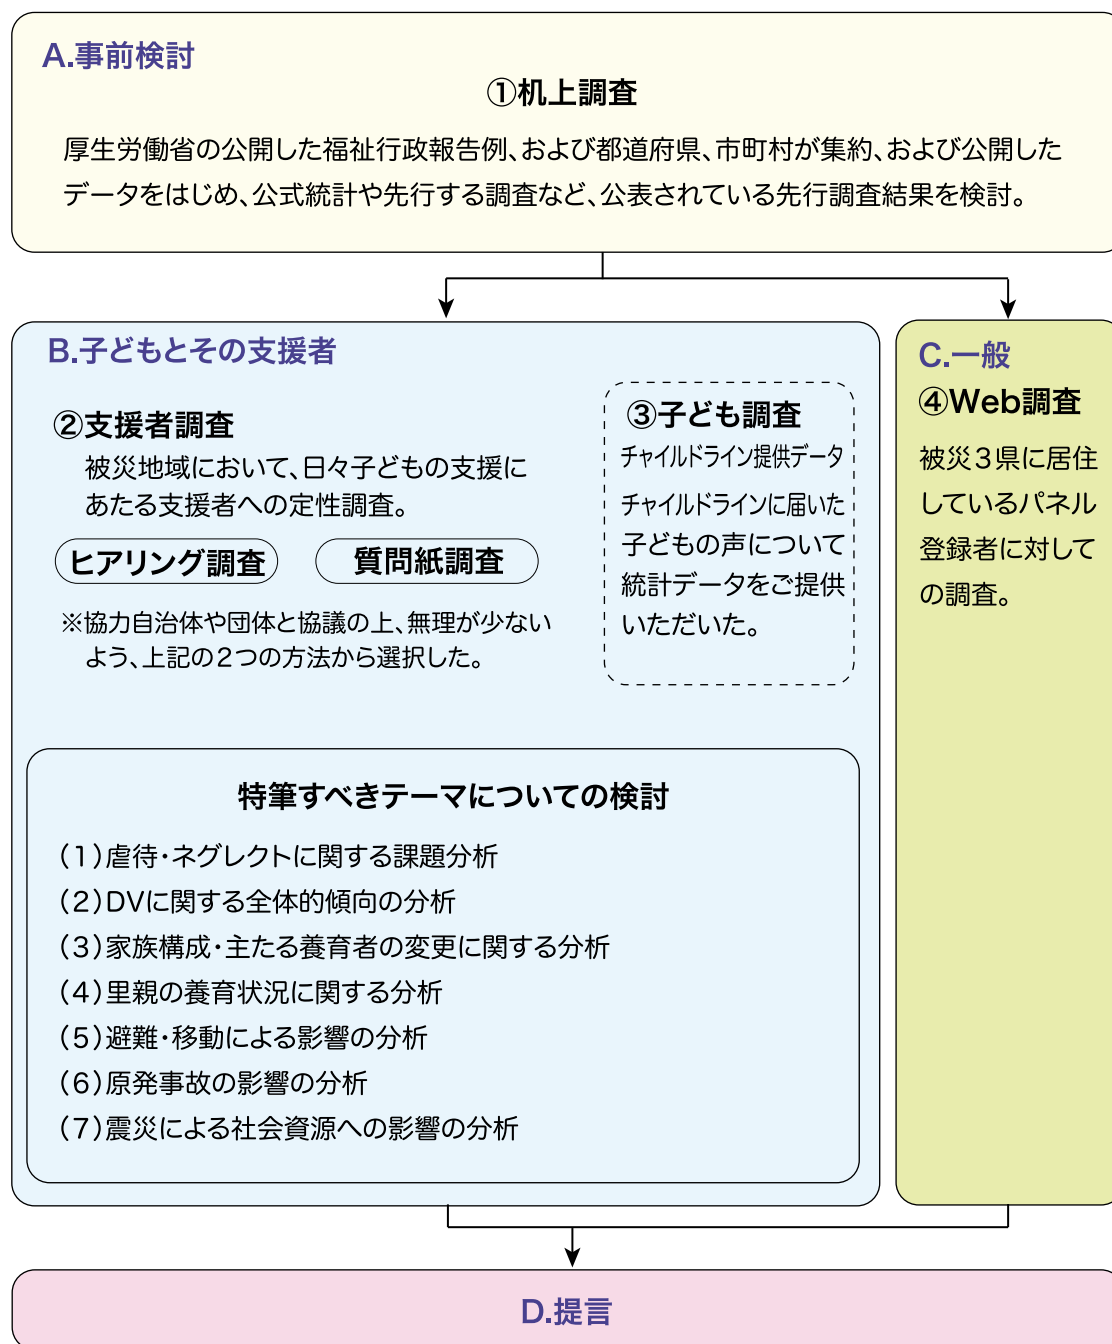 A.事前検討
①机上調査
厚生労働省の公開した福祉行政報告例、および都道府県、市町村が集約、および公開した
データをはじめ、公式統計や先行する調査など、公表されている先行調査結果を検討。
B.子どもとその支援者
②支援者調査
被災地域において、日々子どもの支援に
あたる支援者への定性調査。
ヒアリング調査
質問紙調査
※協力自治体や団体と協議の上、無理が少ない
よう、上記の2つの方法から選択した。
③子ども調査
チャイルドライン提供データ
チャイルドラインに届いた
子どもの声について
統計データをご提供
いただいた。
特筆すべきテーマについての検討
(1)虐待・ネグレクトに関する課題分析
(2)DVに関する全体的傾向の分析
(3)家族構成・主たる養育者の変更に関する分析
(4)里親の養育状況に関する分析
(5)避難・移動による影響の分析
(6)原発事故の影響の分析
(7)震災による社会資源への影響の分析
C.一般
④Web調査
被災3県に居住
しているパネル
登録者に対して
の調査。
D.提言